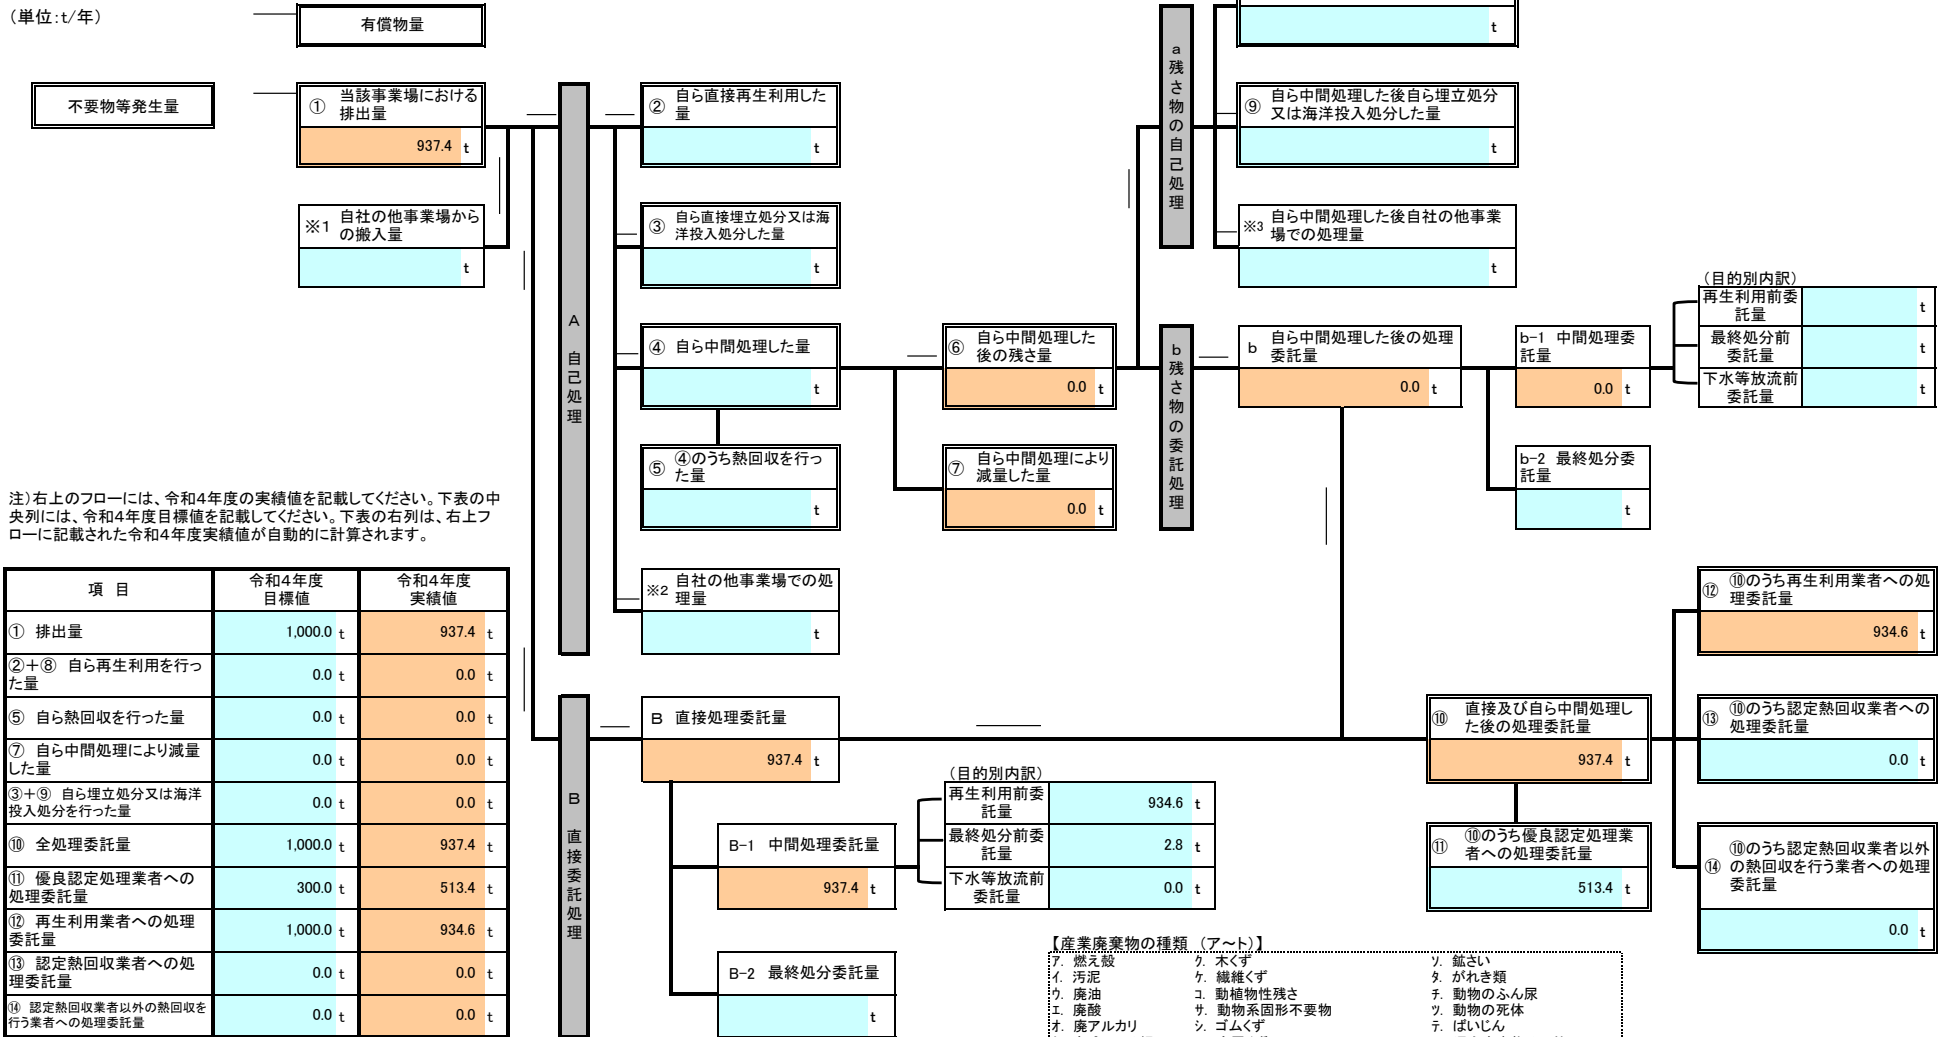 (単位:t/年)
有償物量
t
不要物等発生量
① 当該事業場における
排出量
937.4 t
※1 自社の他事業場から
の搬入量
t
A 自己処理
② 自ら直接再生利用した
量
t
③ 自ら直接埋立処分又は海
洋投入処分した量
t
④ 自ら中間処理した量
t
⑤ ④のうち熱回収を行っ
た量
t
※2 自社の他事業場での処
理量
t
⑥ 自ら中間処理した
後の残さ量
0.0 t
⑦ 自ら中間処理により
減量した量
0.0 t
a残さ物の自己処理
⑨ 自ら中間処理した後自ら埋立処分
又は海洋投入処分した量
t
※3 自ら中間処理した後自社の他事業
場での処理量
t
b残さ物の委託処理
b 自ら中間処理した後の処理
委託量
0.0 t
b-1 中間処理委
託量
0.0 t
b-2 最終処分委
託量
t
(目的別内訳)
再生利用前委
託量
t
最終処分前
委託量
t
下水等放流前
委託量
t
注)右上のフローには、令和4年度の実績値を記載してください。下表の中
央列には、令和4年度目標値を記載してください。下表の右列は、右上フ
ローに記載された令和4年度実績値が自動的に計算されます。
項 目
令和4年度
目標値
令和4年度
実績値
① 排出量 1,000.0 t 937.4 t
②+⑧ 自ら再生利用を行っ
た量 0.0 t 0.0 t
⑤ 自ら熱回収を行った量 0.0 t 0.0 t
⑦ 自ら中間処理により減量
した量 0.0 t 0.0 t
③+⑨ 自ら埋立処分又は海洋
投入処分を行った量 0.0 t 0.0 t
⑩ 全処理委託量 1,000.0 t 937.4 t
⑪ 優良認定処理業者への
処理委託量 300.0 t 513.4 t
⑫ 再生利用業者への処理
委託量 1,000.0 t 934.6 t
⑬ 認定熱回収業者への処
理委託量 0.0 t 0.0 t
⑭ 認定熱回収業者以外の熱回収を
行う業者への処理委託量 0.0 t 0.0 t
B 直接委託処理
B 直接処理委託量
937.4 t
B-1 中間処理委託量
937.4 t
B-2 最終処分委託量
t
(目的別内訳)
再生利用前委
託量
934.6 t
最終処分前委
託量
2.8 t
下水等放流前
委託量
0.0 t
⑩ 直接及び自ら中間処理し
た後の処理委託量
937.4 t
⑪ ⑩のうち優良認定処理業
者への処理委託量
513.4 t
⑫ ⑩のうち再生利用業者への処
理委託量
934.6 t
⑬ ⑩のうち認定熱回収業者への
処理委託量
0.0 t
⑭ ⑩のうち認定熱回収業者以外
の熱回収を行う業者への処理
委託量
0.0 t
【産業廃棄物の種類 (ア～ト)】
ア. 燃え殻 ク. 木くず ソ. 鉱さい
イ. 汚泥 ケ. 繊維くず タ. がれき類
ウ. 廃油 コ. 動植物性残さ チ. 動物のふん尿
エ. 廃酸 サ. 動物系固形不要物 ツ. 動物の死体
オ. 廃アルカリ シ. ゴムくず テ. ばいじん